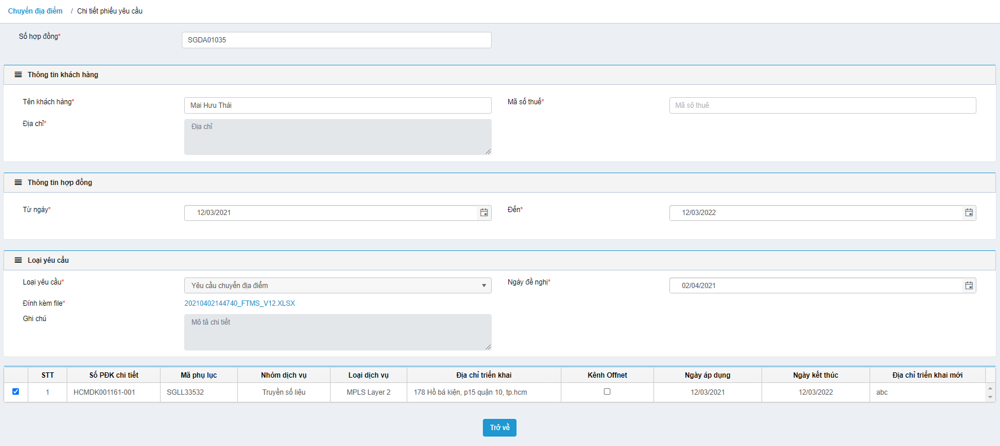 Chuyển địa điểm / Chi tiết phiếu yêu cầu
Số hợp đồng* SGDA01035
Thông tin khách hàng
Tên khách hàng* Mai Hưu Thái Mã số thuế* Mã số thuê
Địa chỉ* Địa chỉ
Thông tin hợp đồng
Từ ngày* 12/03/2021 Đến* 12/03/2022
Loại yêu cầu
Loại yêu cầu* Yêu cầu chuyển địa điểm Ngày đề nghị* 02/04/2021
Đính kèm file* 20210402144740_FTMS_V12.XLSX
Ghi chú Mô tả chi tiết
STT Số PĐK chi tiết Mã phụ lục Nhóm dịch vụ Loại dịch vụ Địa chỉ triển khai Kênh Offnet Ngày áp dụng Ngày kết thúc Địa chỉ triển khai mới
1 HCMDK001161-001 SGLL33532 Truyền số liệu MPLS Layer 2 178 Hồ bá kiện, p15 quận 10, tp.hcm 12/03/2021 12/03/2022 abc
Trở về